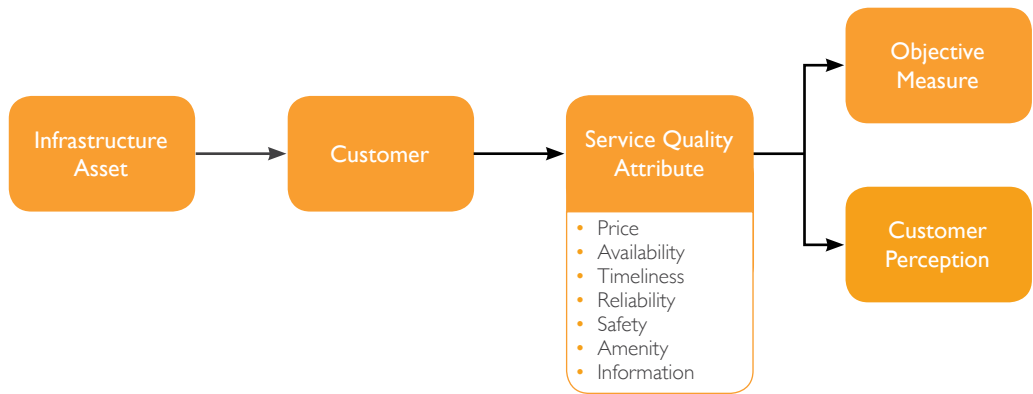 Infrastructure
Asset
Customer
Service Quality
Attribute
• Price
• Availability
• Timeliness
• Reliability
• Safety
• Amenity
• Information
Objective
Measure
Customer
Perception